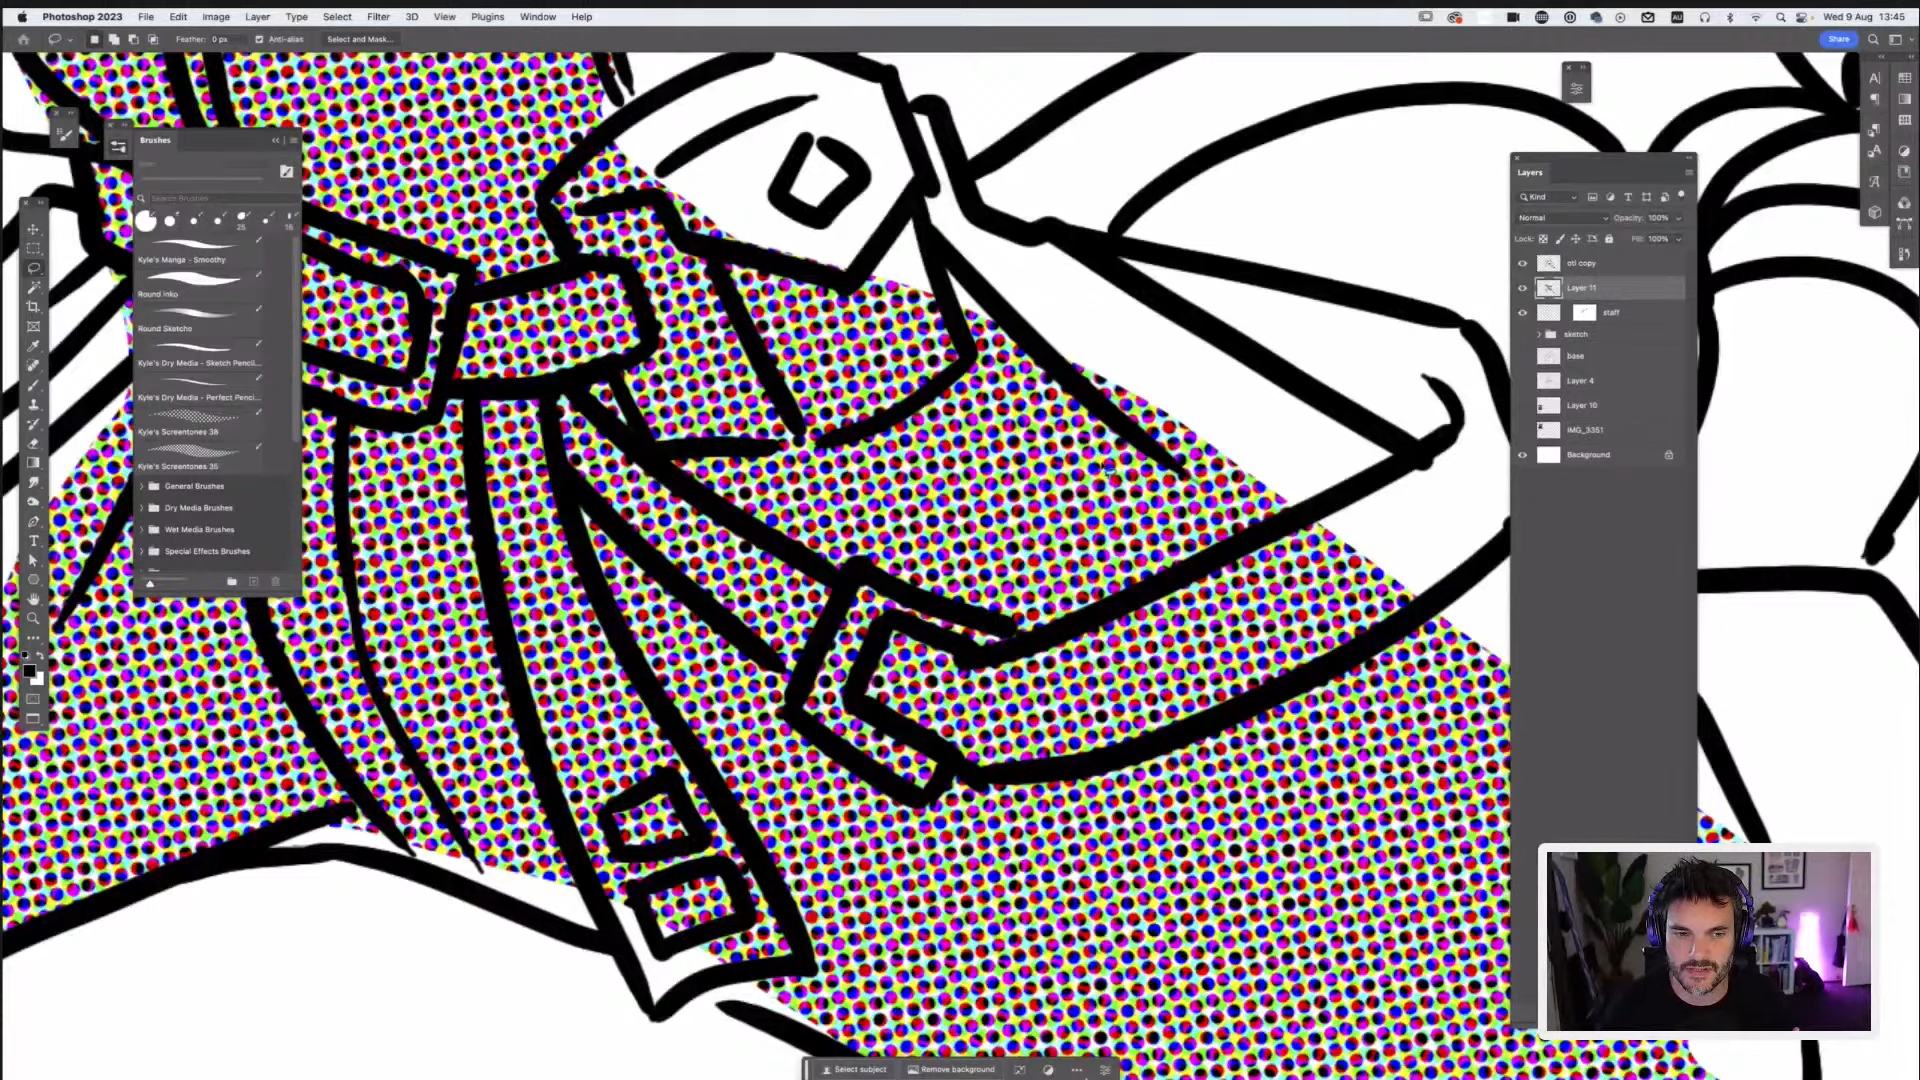 Photoshop 2023 File Edit Image Layer Type Select Filter 3D View Plugins Window Help Wed 9 Aug 13:45
Feather: 0 px Anti-alias Select and Mask... Share
Brushes
Search Brushes
25 16
Kyle's Manga - Smoothy
Round Inko
Round Sketcho
Kyle's Dry Media - Sketch Pencil...
Kyle's Dry Media - Perfect Penci...
Kyle's Screentones 38
Kyle's Screentones 35
General Brushes
Dry Media Brushes
Wet Media Brushes
Special Effects Brushes
Layers
Kind
Normal Opacity: 100%
Lock: Fill: 100%
otl copy
Layer 11
staff
sketch
base
Layer 4
Layer 10
IMG_3351
Background
Select subject Remove background